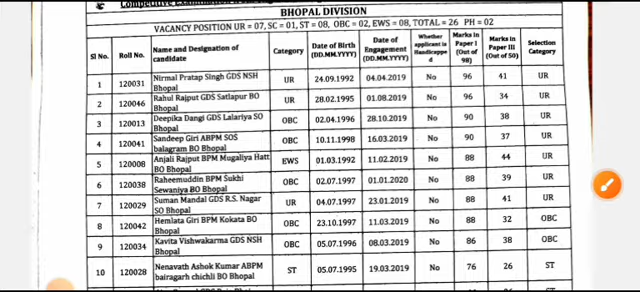 BHOPAL DIVISION
VACANCY POSITION UR = 07, SC = 01, ST = 08, OBC = 02, EWS = 08, TOTAL = 26 PH = 02
Sl No. Roll No. Name and Designation of candidate Category Date of Birth (DD.MM.YYYY) Date of Engagement (DD.MM.YYYY) Whether applicant is Handicapped Marks in Paper I (Out of 98) Marks in Paper III (Out of 50) Selection Category
1 120031 Nirmal Pratap Singh GDS NSH Bhopal UR 24.09.1992 04.04.2019 No 96 41 UR
2 120046 Rahul Rajput GDS Satlapur BO Bhopal UR 28.02.1995 01.08.2019 No 96 34 UR
3 120013 Deepika Dangi GDS Lalariya SO Bhopal OBC 02.04.1996 28.10.2019 No 90 38 UR
4 120041 Sandeep Giri ABPM SOS balagram BO Bhopal OBC 10.11.1998 16.03.2019 No 90 37 UR
5 120008 Anjali Rajput BPM Mugaliya Hatt BO Bhopal EWS 01.03.1992 11.02.2019 No 88 44 UR
6 120038 Raheemuddin BPM Sukhi Sewaniya BO Bhopal OBC 02.07.1997 01.01.2020 No 88 39 UR
7 120029 Suman Mandal GDS R.S. Nagar SO Bhopal UR 04.07.1997 23.01.2019 No 88 41 UR
8 120042 Hemlata Giri BPM Kokata BO Bhopal OBC 23.10.1997 11.03.2019 No 88 32 OBC
9 120034 Kavita Vishwakarma GDS NSH Bhopal OBC 05.07.1996 08.03.2019 No 86 38 OBC
10 120028 Nenavath Ashok Kumar ABPM bairagarh chichli BO Bhopal ST 05.07.1995 19.03.2019 No 76 26 ST